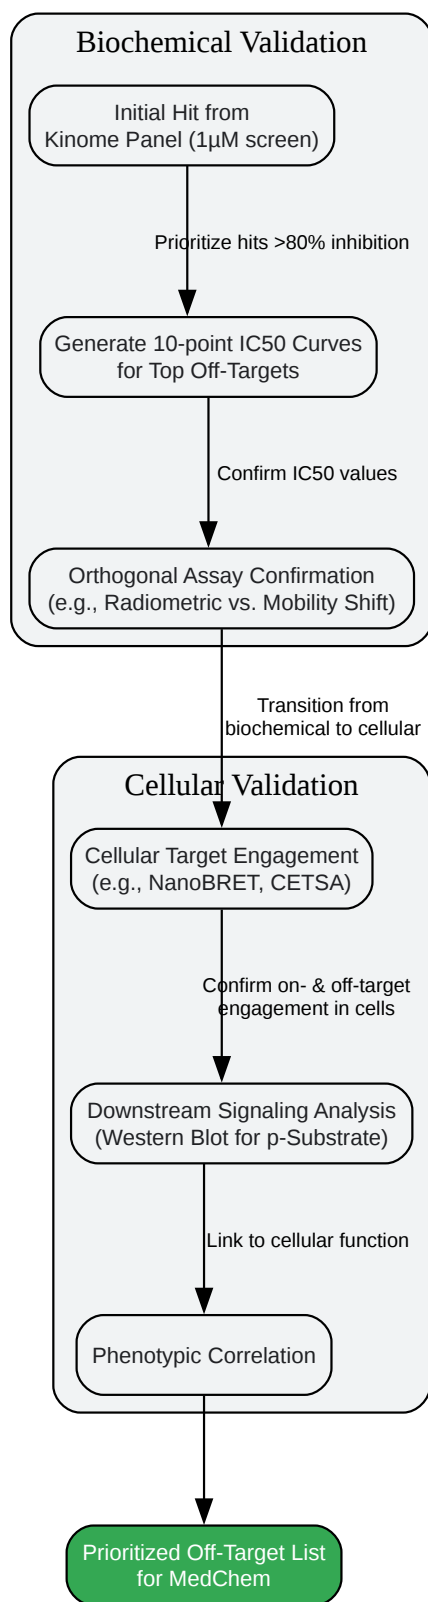 Biochemical Validation
Initial Hit from
Kinome Panel (1µM screen)
Prioritize hits >80% inhibition
Generate 10-point IC50 Curves
for Top Off-Targets
Confirm IC50 values
Orthogonal Assay Confirmation
(e.g., Radiometric vs. Mobility Shift)
Transition from
biochemical to cellular
Cellular Validation
Cellular Target Engagement
(e.g., NanoBRET, CETSA)
Confirm on- & off-target
engagement in cells
Downstream Signaling Analysis
(Western Blot for p-Substrate)
Link to cellular function
Phenotypic Correlation
Prioritized Off-Target List
for MedChem